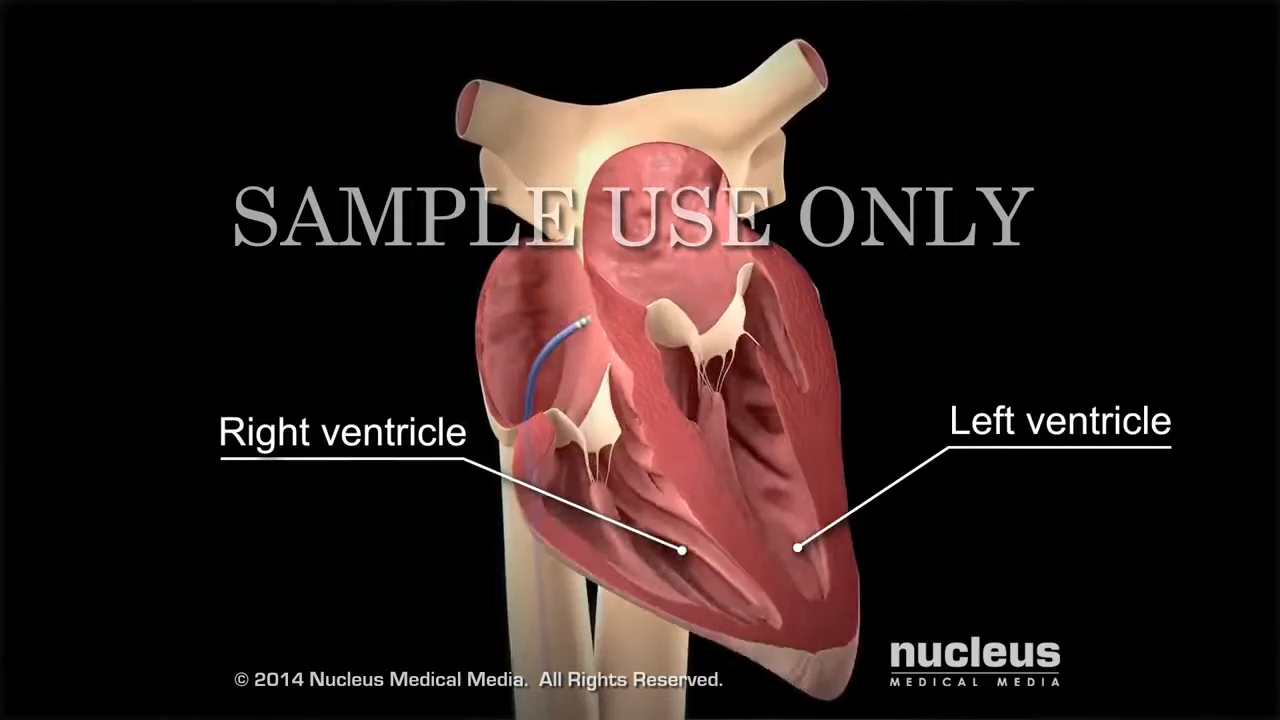 SAMPLE USE ONLY
Right ventricle
Left ventricle
© 2014 Nucleus Medical Media. All Rights Reserved.
nucleus
MEDICAL MEDIA